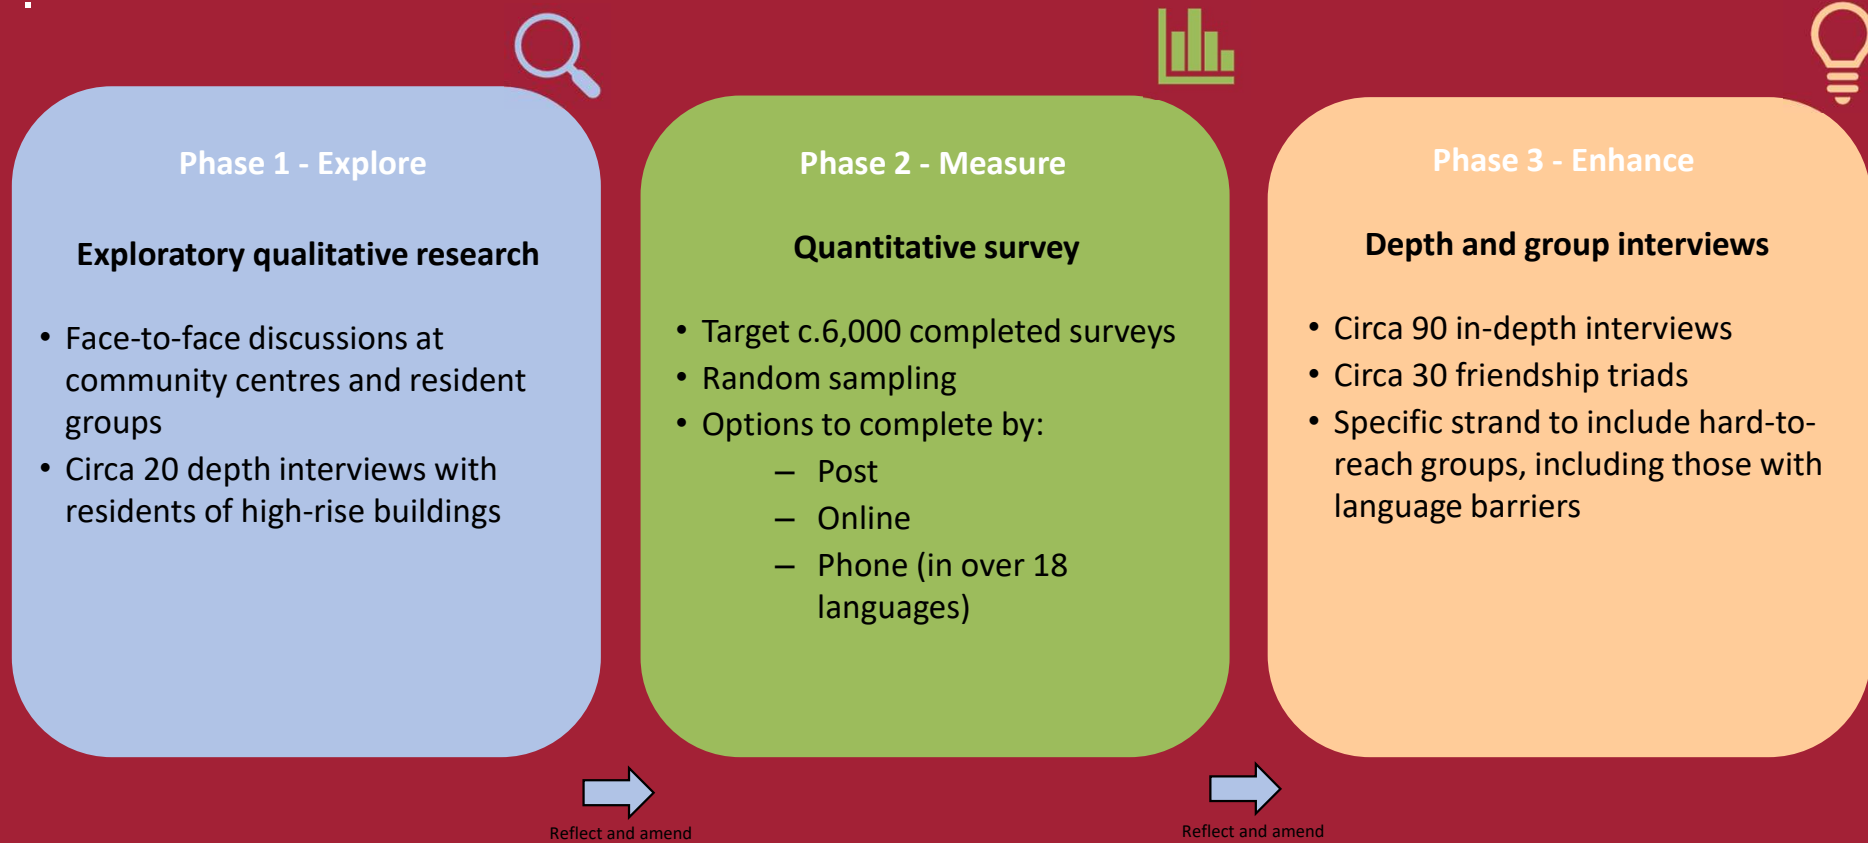 Phase 1 - Explore
Exploratory qualitative research
• Face-to-face discussions at
community centres and resident
groups
• Circa 20 depth interviews with
residents of high-rise buildings
Phase 2 - Measure
Quantitative survey
• Target c.6,000 completed surveys
• Random sampling
• Options to complete by:
– Post
– Online
– Phone (in over 18
languages)
Phase 3 - Enhance
Depth and group interviews
• Circa 90 in-depth interviews
• Circa 30 friendship triads
• Specific strand to include hard-to-
reach groups, including those with
language barriers
Reflect and amend
Reflect and amend